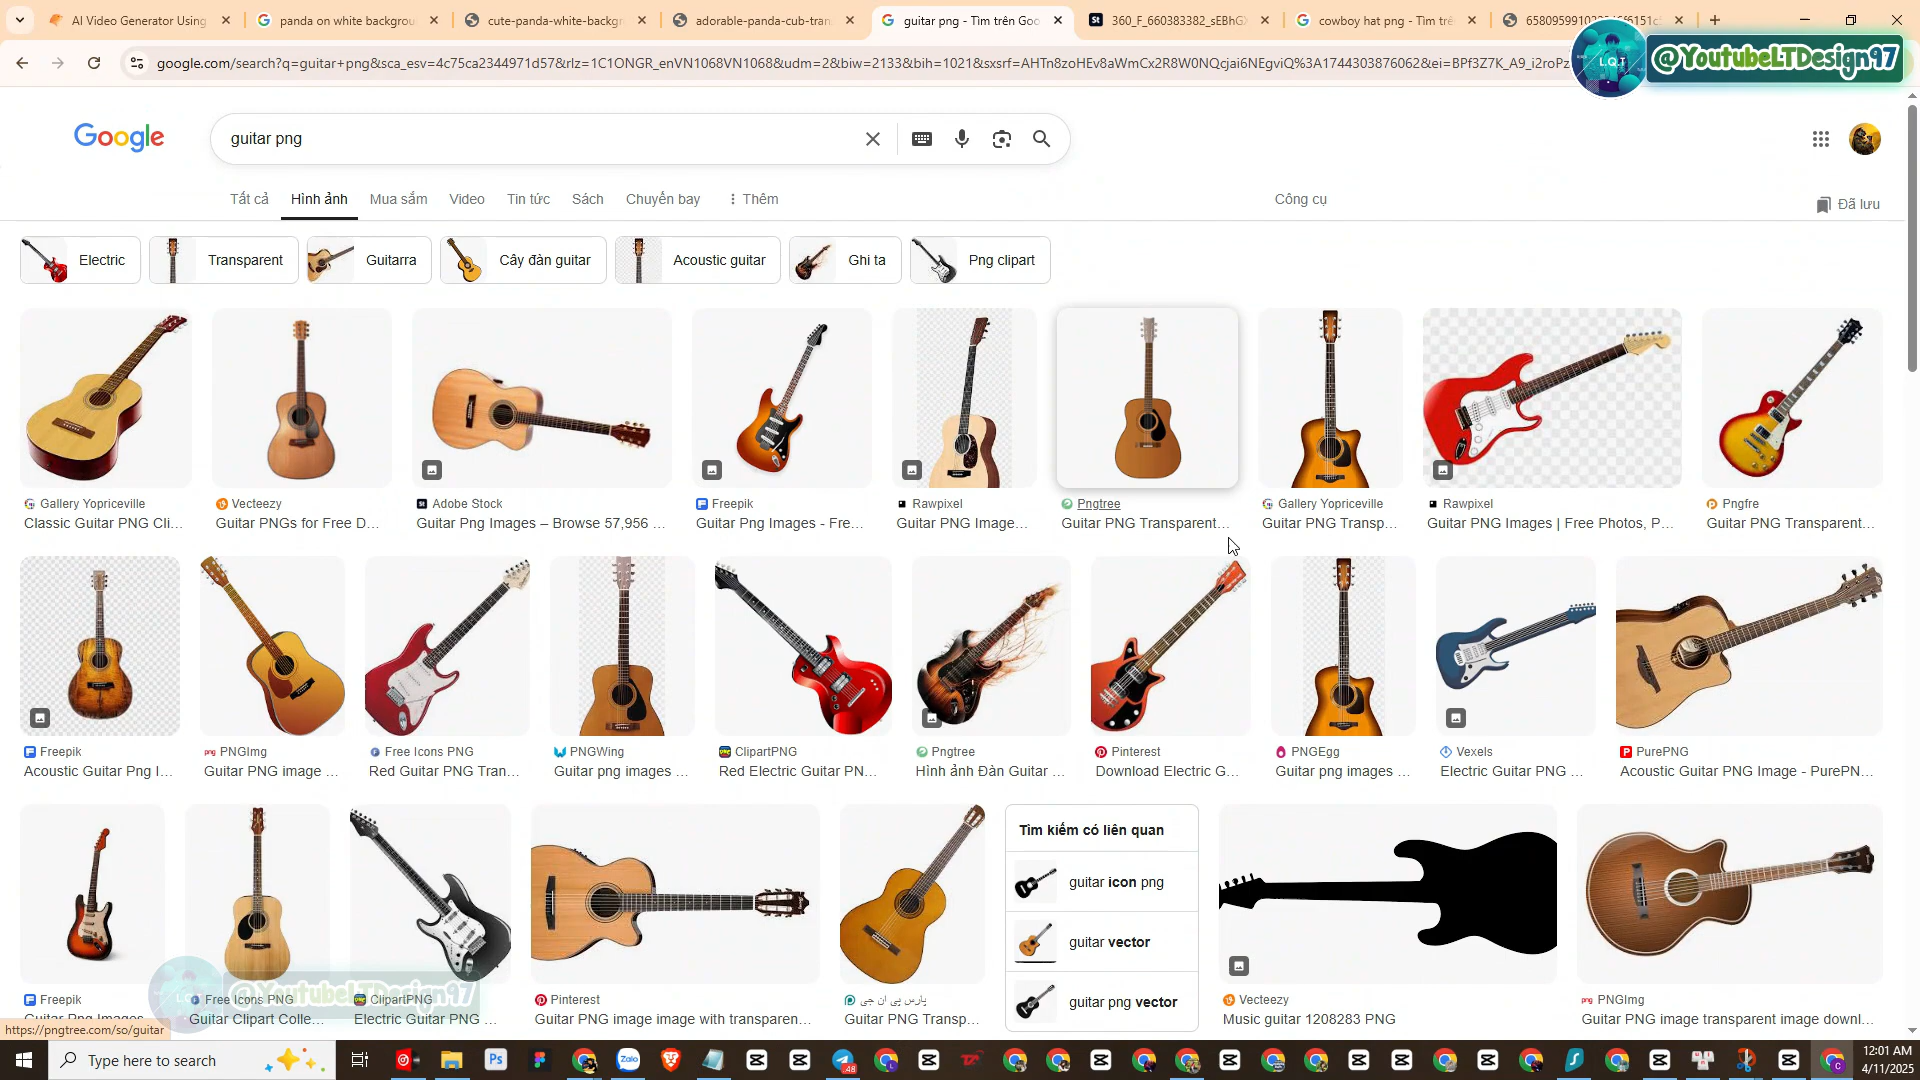 AI Video Generator Using
panda on white backgrou
cute-panda-white-backgr
adorable-panda-cub-tran
guitar png - Tìm trên Goo
360_F_660383382_sEBhGX
cowboy hat png - Tìm trê
google.com/search?q=guitar+png&sca_esv=4c75ca2344971d57&rlz=1C1ONGR_enVN1068VN1068&udm=2&biw=2133&bih=1021&sxsrf=AHTn8zoHEv8aWmCx2R8W0NQcjai6NEgviQ%3A1744303876062&ei=BPf3Z7K_A9_i2roPz
L.Q.T
@YoutubeLTDesign97
Google
guitar png
Tất cả
Hình ảnh
Mua sắm
Video
Tin tức
Sách
Chuyến bay
Thêm
Công cụ
Đã lưu
Electric
Transparent
Guitarra
Cây đàn guitar
Acoustic guitar
Ghi ta
Png clipart
Gallery Yopriceville
Classic Guitar PNG Cli...
Vecteezy
Guitar PNGs for Free D...
Adobe Stock
Guitar Png Images – Browse 57,956 ...
Freepik
Guitar Png Images - Fre...
Rawpixel
Guitar PNG Image...
Pngtree
Guitar PNG Transparent...
Gallery Yopriceville
Guitar PNG Transp...
Rawpixel
Guitar PNG Images | Free Photos, P...
Pngfre
Guitar PNG Transparent...
Freepik
Acoustic Guitar Png I...
PNGImg
Guitar PNG image ...
Free Icons PNG
Red Guitar PNG Tran...
PNGWing
Guitar png images ...
ClipartPNG
Red Electric Guitar PN...
Pngtree
Hình ảnh Đàn Guitar ...
Pinterest
Download Electric G...
PNGEgg
Guitar png images ...
Vexels
Electric Guitar PNG ...
PurePNG
Acoustic Guitar PNG Image - PurePN...
Freepik
Guitar Png Images
Free Icons PNG
Guitar Clipart Colle...
ClipartPNG
Electric Guitar PNG ...
Pinterest
Guitar PNG image image with transparen...
پارس پی ان جی
Guitar PNG Transp...
Tìm kiếm có liên quan
guitar icon png
guitar vector
guitar png vector
Vecteezy
Music guitar 1208283 PNG
PNGImg
Guitar PNG image transparent image downl...
@YoutubeLTDesign97
https://pngtree.com/so/guitar
Type here to search
Ps
Zalo
48
12:01 AM
4/11/2025